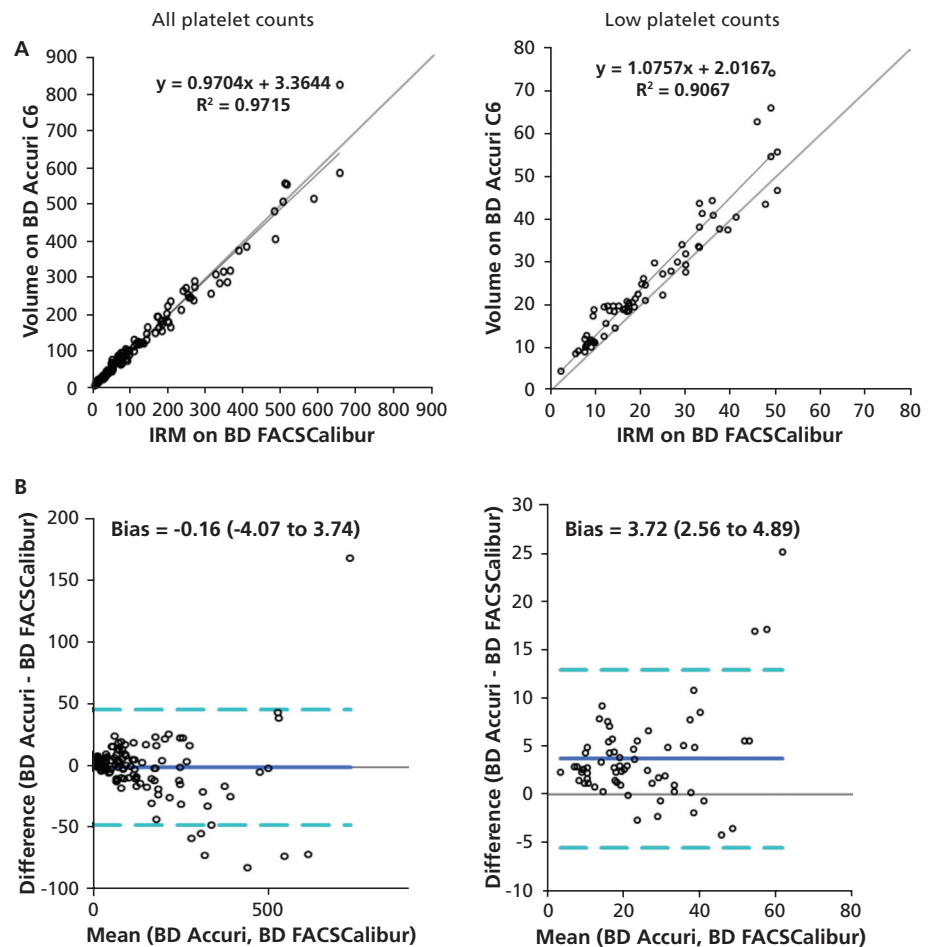 All platelet counts
Low platelet counts
A
900
800
700
600
500
400
300
200
100
0
Volume on BD Accuri C6
y = 0.9704x + 3.3644
R² = 0.9715
0 100 200 300 400 500 600 700 800 900
IRM on BD FACSCalibur
80
70
60
50
40
30
20
10
0
Volume on BD Accuri C6
y = 1.0757x + 2.0167
R² = 0.9067
0 10 20 30 40 50 60 70 80
IRM on BD FACSCalibur
B
200
150
100
50
0
-50
-100
Difference (BD Accuri - BD FACSCalibur)
Bias = -0.16 (-4.07 to 3.74)
0 500
Mean (BD Accuri, BD FACSCalibur)
30
25
20
15
10
5
0
-5
-10
Difference (BD Accuri - BD FACSCalibur)
Bias = 3.72 (2.56 to 4.89)
0 20 40 60 80
Mean (BD Acuri, BD FACSCalibur)